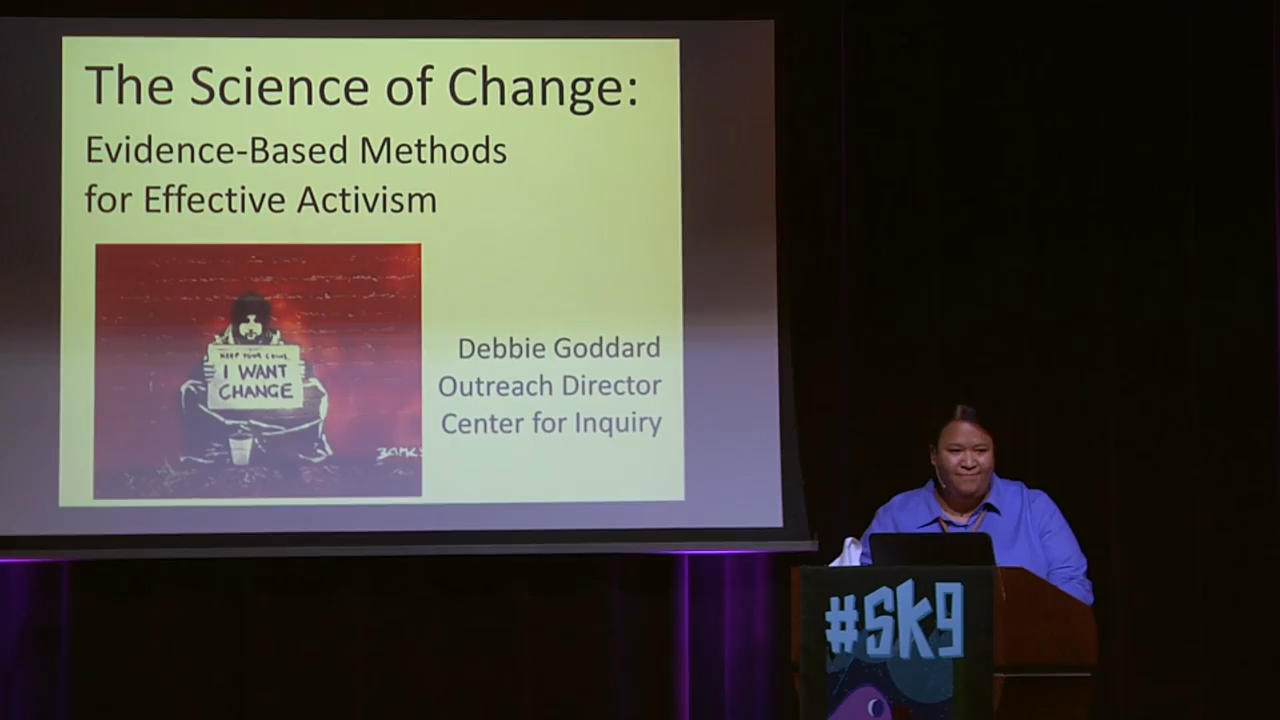 The Science of Change:
Evidence-Based Methods
for Effective Activism
KEEP YOUR COINS,
I WANT
CHANGE
Debbie Goddard
Outreach Director
Center for Inquiry
#SK9